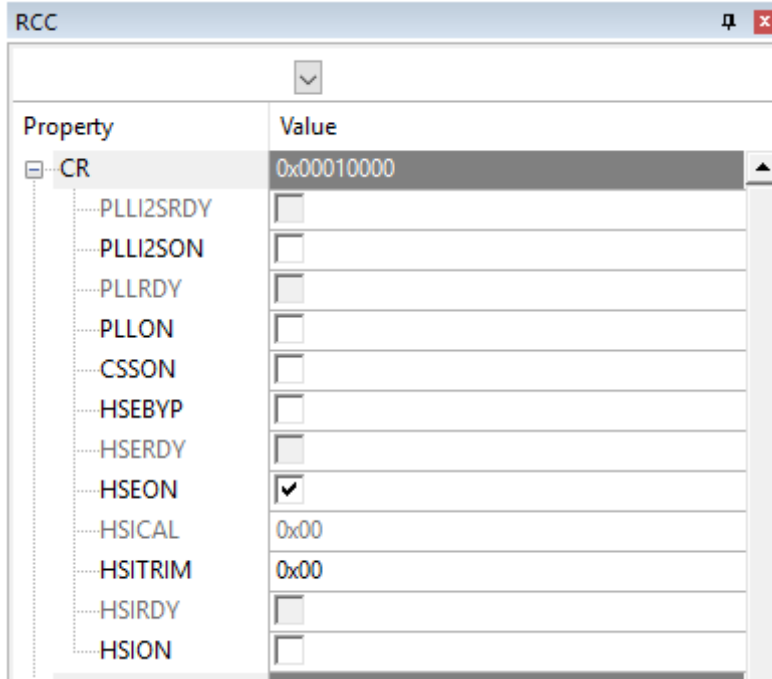 RCC
Property Value
CR 0x00010000
PLLI2SRDY
PLLI2SON
PLLRDY
PLLON
CSSON
HSEBYP
HSERDY
HSEON
HSICAL 0x00
HSITRIM 0x00
HSIRDY
HSION